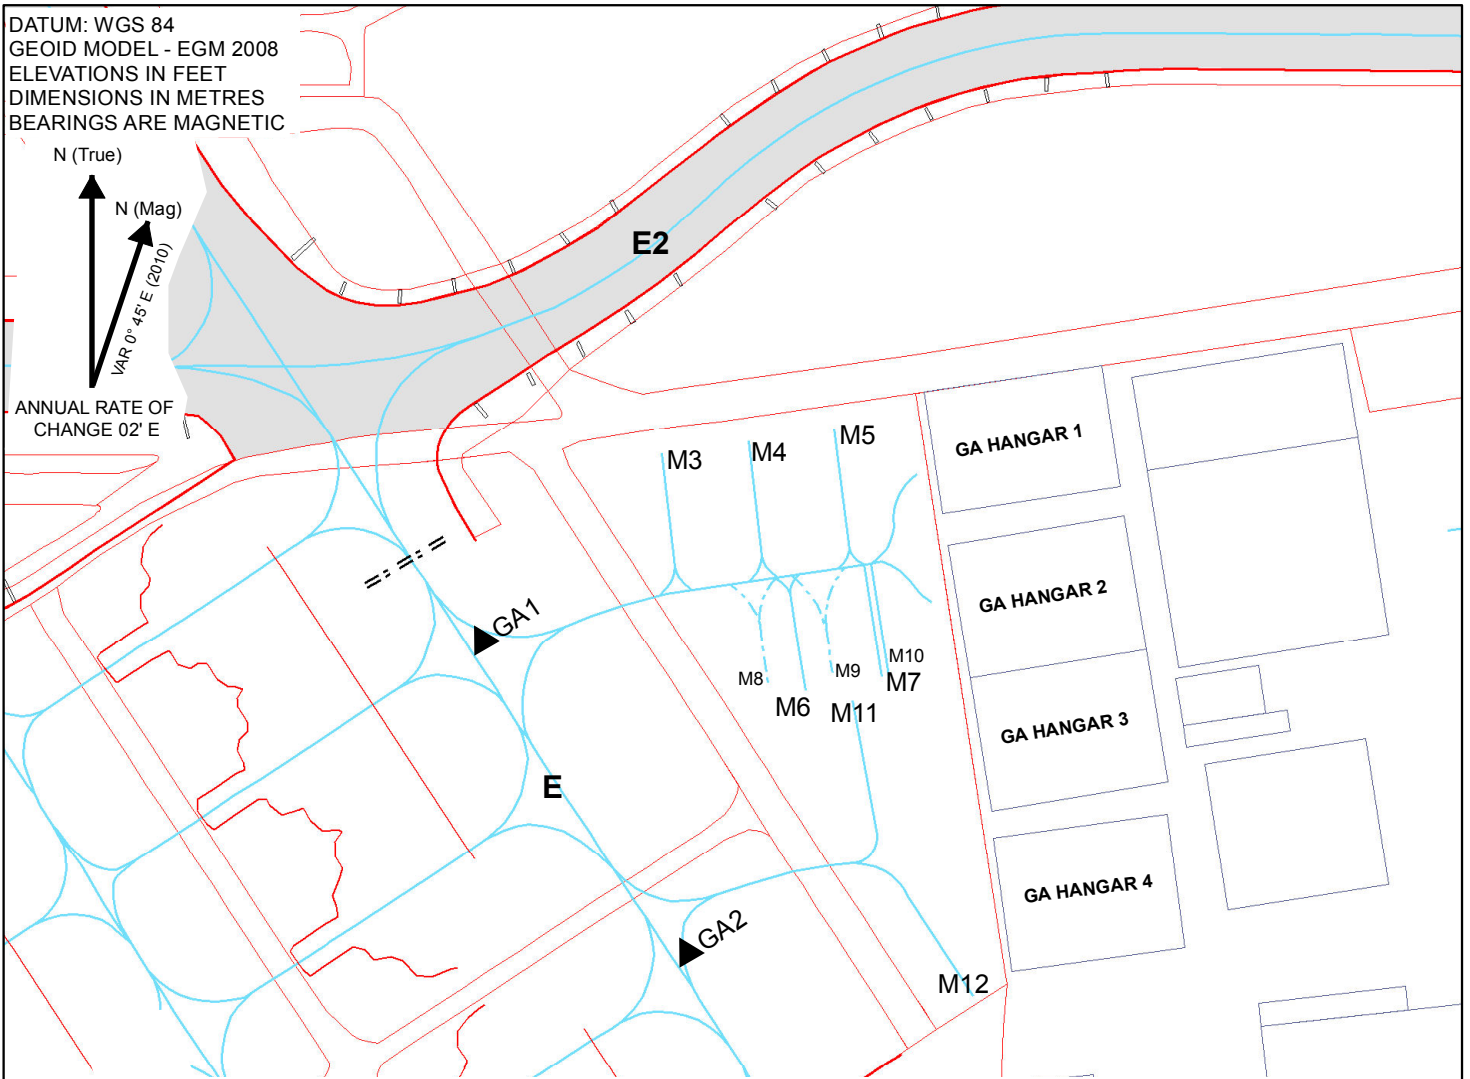 DATUM: WGS 84
GEOID MODEL - EGM 2008
ELEVATIONS IN FEET
DIMENSIONS IN METRES
BEARINGS ARE MAGNETIC
N (True)
N (Mag)
VAR 0° 45' E (2010)
ANNUAL RATE OF
CHANGE 02' E
E2
M3
M4
M5
GA HANGAR 1
GA HANGAR 2
GA1
M8
M9
M10
M6
M7
M11
GA HANGAR 3
E
GA HANGAR 4
GA2
M12